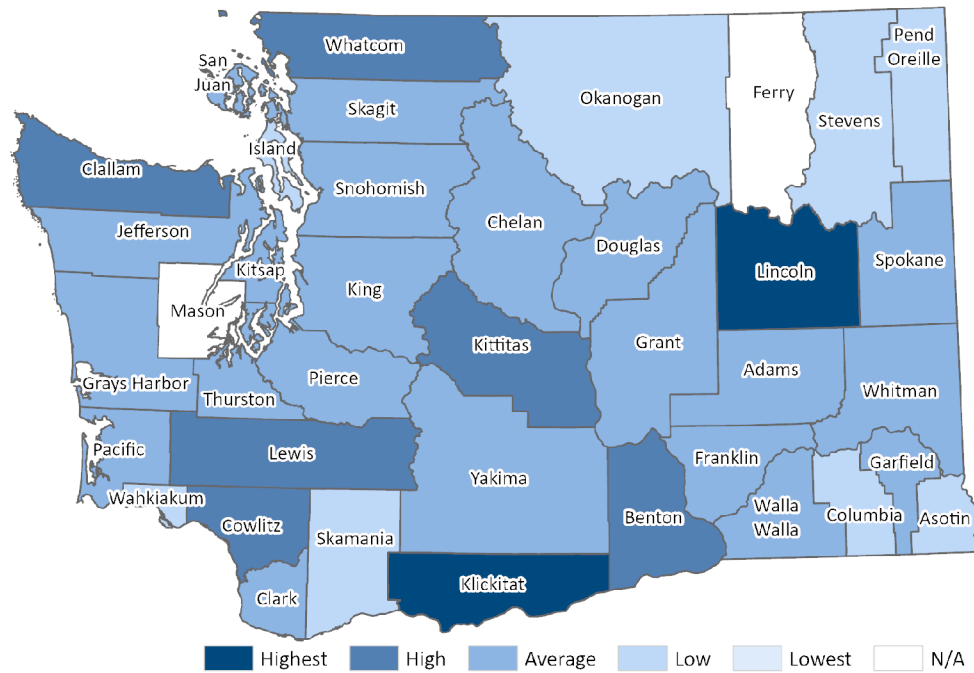 Whatcom
San
Juan
Skagit
Okanogan
Ferry
Pend
Oreille
Stevens
Island
Clallam
Snohomish
Chelan
Jefferson
Douglas
Kitsap
King
Lincoln
Spokane
Mason
Kittitas
Grant
Grays Harbor
Thurston
Pierce
Adams
Whitman
Pacific
Lewis
Yakima
Franklin
Garfield
Wahkiakum
Cowlitz
Skamania
Benton
Walla
Walla
Columbia
Asotin
Clark
Klickitat
Highest
High
Average
Low
Lowest
N/A